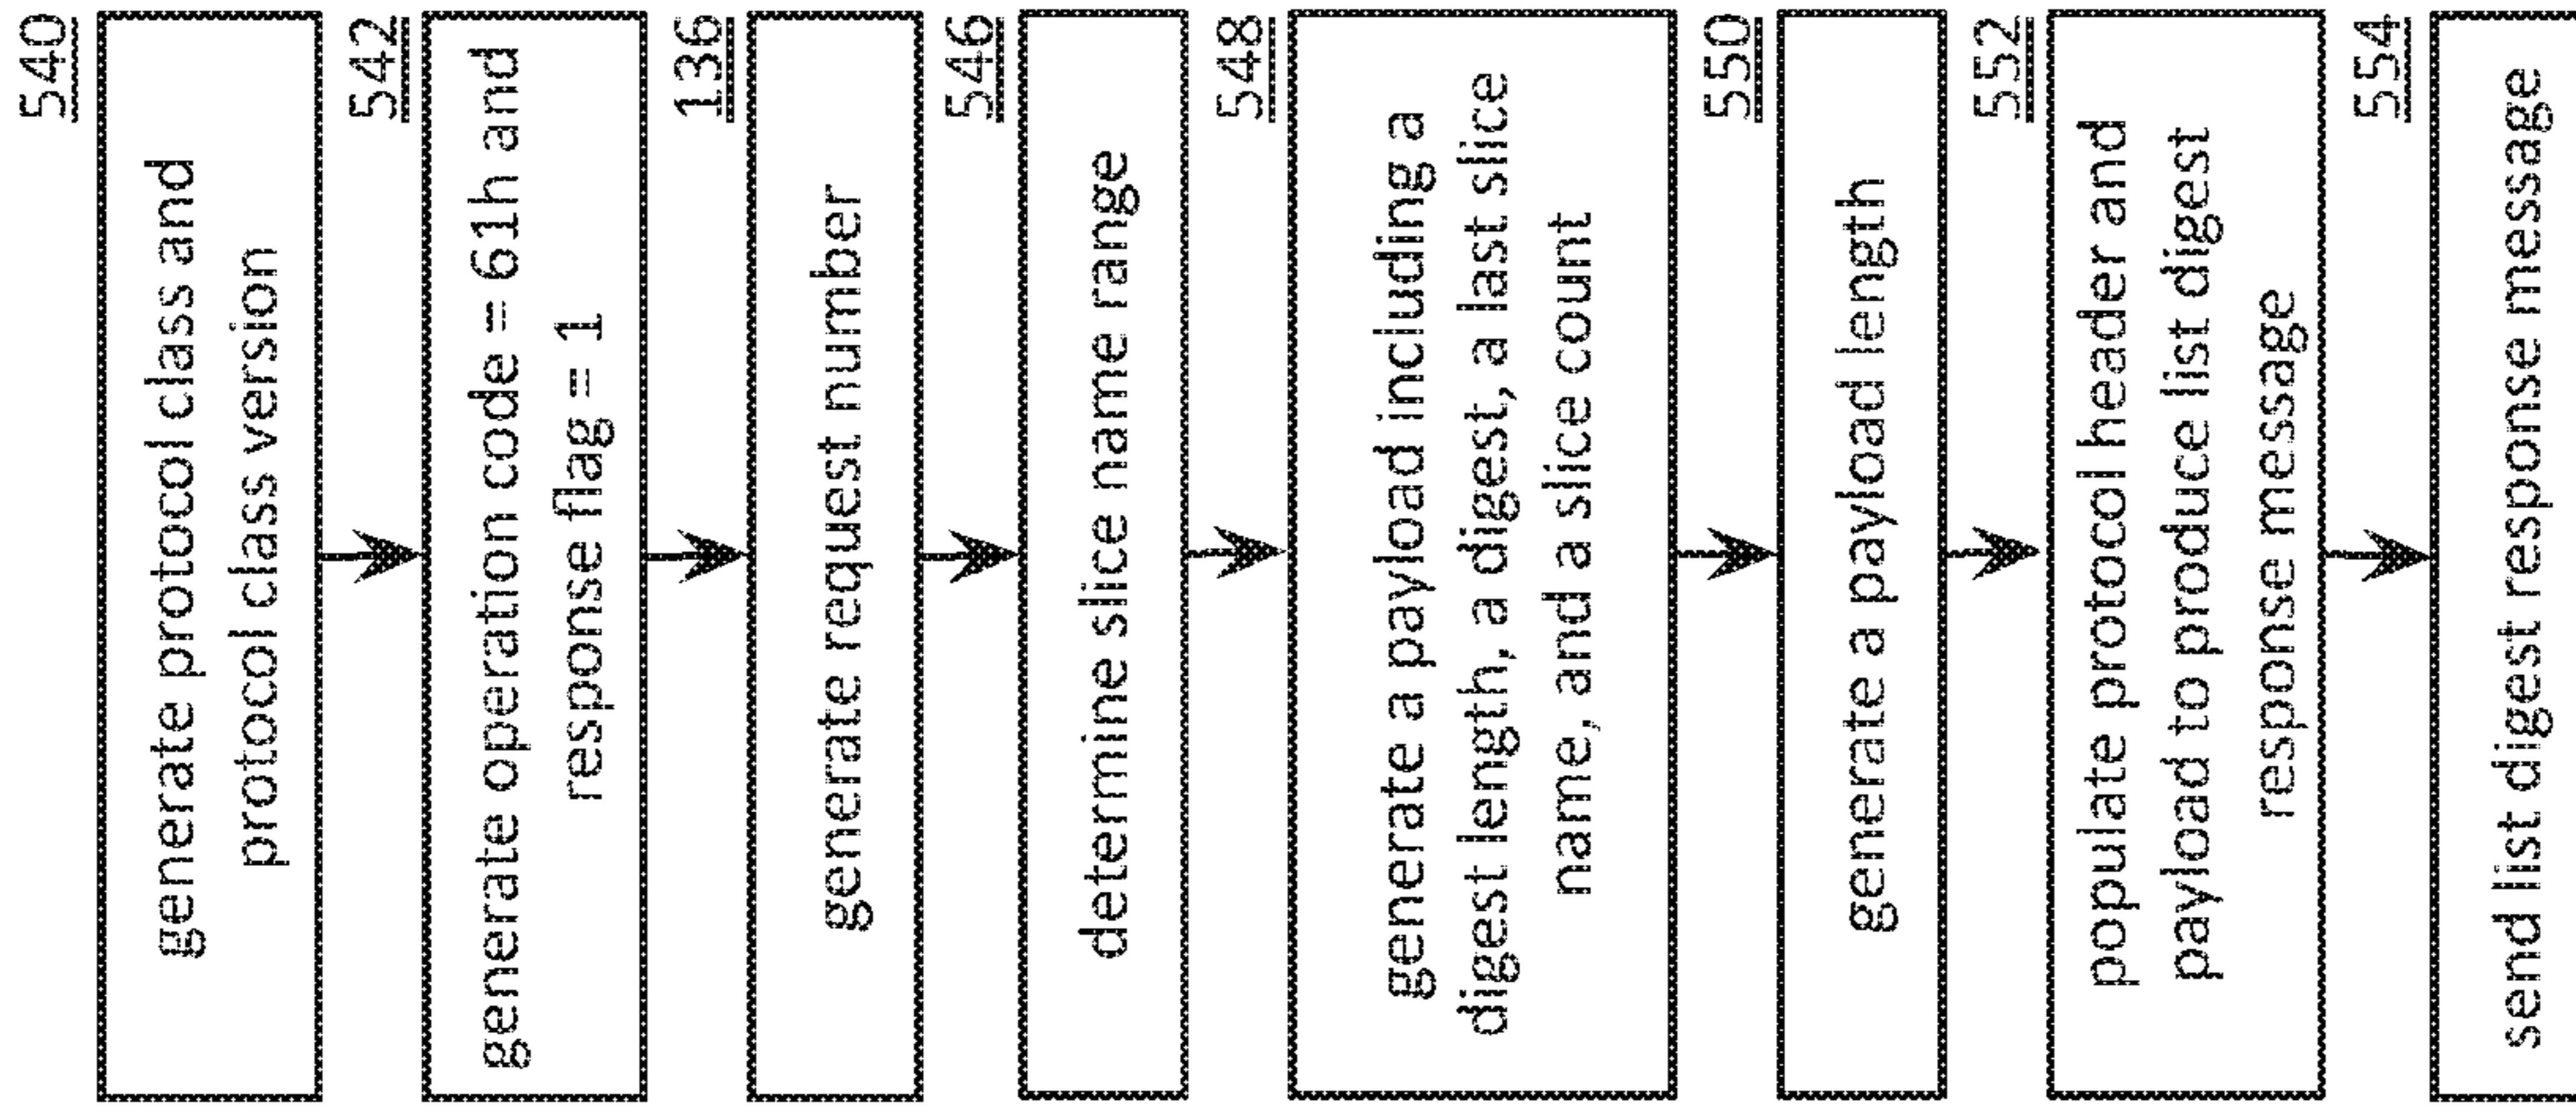 540
generate protocol class and
protocol class version
542
generate operation code = 61h and
response flag = 1
136
generate request number
546
determine slice name range
548
generate a payload including a
digest length, a digest, a last slice
name, and a slice count
550
generate a payload length
552
populate protocol header and
payload to produce list digest
response message
554
send list digest response message